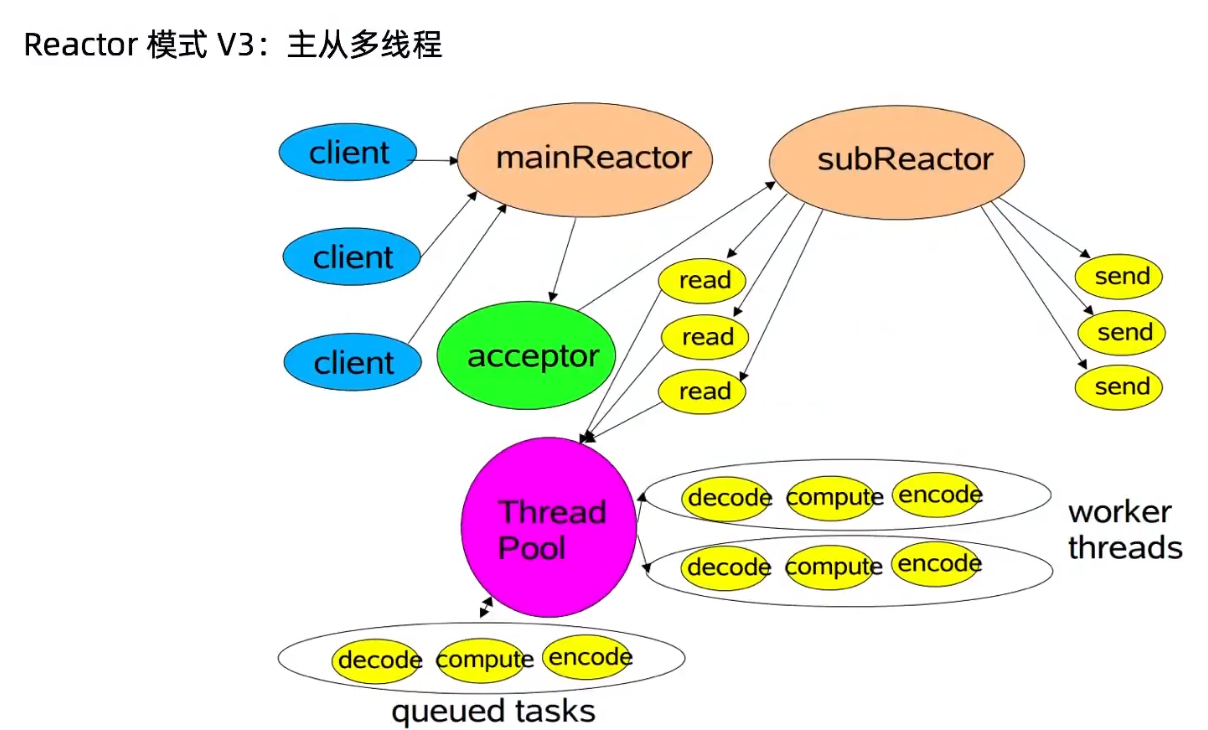 Reactor 模式 V3：主从多线程
client
mainReactor
subReactor
client
client
acceptor
read
read
read
send
send
send
Thread
Pool
decode compute encode
decode compute encode
worker
threads
decode compute encode
queued tasks